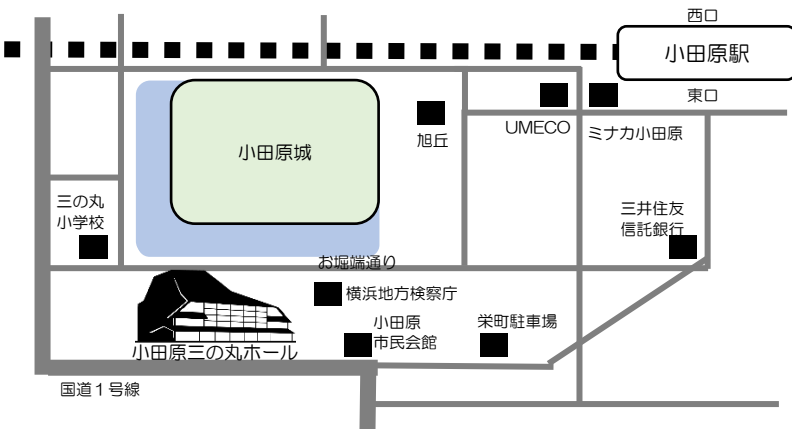 西口
小田原駅
東口
小田原城
旭丘
UMECO
ミナカ小田原
三の丸
小学校
三井住友
信託銀行
お堀端通り
横浜地方検察庁
小田原
市民会館
栄町駐車場
小田原三の丸ホール
国道１号線